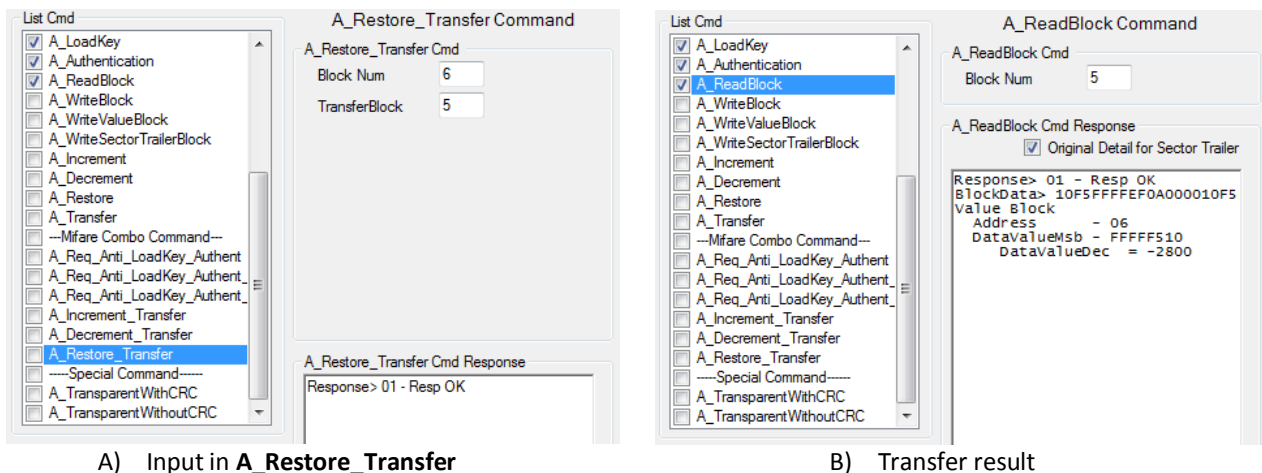 List Cmd
A_LoadKey
A_Authentication
A_ReadBlock
A_WriteBlock
A_WriteValueBlock
A_WriteSectorTrailerBlock
A_Increment
A_Decrement
A_Restore
A_Transfer
---Mifare Combo Command---
A_Req_Anti_LoadKey_Authent
A_Req_Anti_LoadKey_Authent_
A_Req_Anti_LoadKey_Authent_
A_Increment_Transfer
A_Decrement_Transfer
A_Restore_Transfer
-----Special Command------
A_TransparentWithCRC
A_TransparentWithoutCRC
A_Restore_Transfer Command
A_Restore_Transfer Cmd
Block Num 6
TransferBlock 5
A_Restore_Transfer Cmd Response
Response> 01 - Resp OK
A) Input in A_Restore_Transfer
List Cmd
A_LoadKey
A_Authentication
A_ReadBlock
A_WriteBlock
A_WriteValueBlock
A_WriteSectorTrailerBlock
A_Increment
A_Decrement
A_Restore
A_Transfer
---Mifare Combo Command---
A_Req_Anti_LoadKey_Authent
A_Req_Anti_LoadKey_Authent_
A_Req_Anti_LoadKey_Authent_
A_Increment_Transfer
A_Decrement_Transfer
A_Restore_Transfer
-----Special Command------
A_TransparentWithCRC
A_TransparentWithoutCRC
A_ReadBlock Command
A_ReadBlock Cmd
Block Num 5
A_ReadBlock Cmd Response
Original Detail for Sector Trailer
Response> 01 - Resp OK
BlockData> 10F5FFFFEF0A000010F5
Value Block
Address - 06
DataValueMsb - FFFFF510
DataValueDec = -2800
B) Transfer result